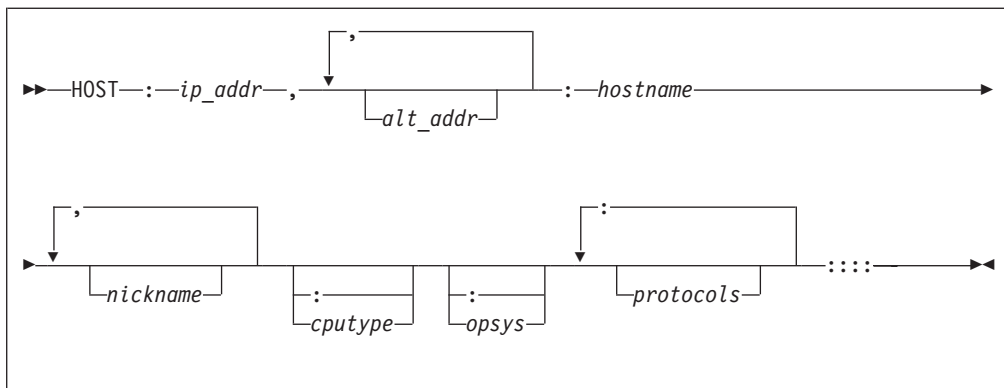 ,
HOST : ip_addr , : hostname
alt_addr
, :
::::
nickname : : protocols
cputype opsys